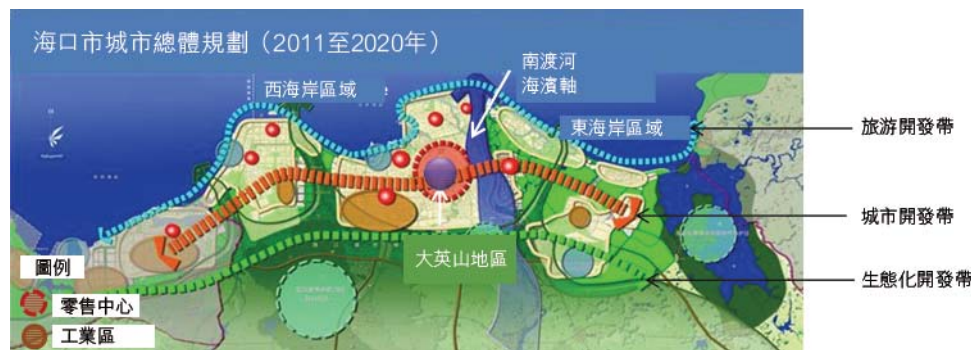 海口市城市總體規劃（2011至2020年）
南渡河
海濱軸
西海岸區域
東海岸區域
旅游開發帶
城市開發帶
大英山地區
生態化開發帶
圖例
零售中心
工業區